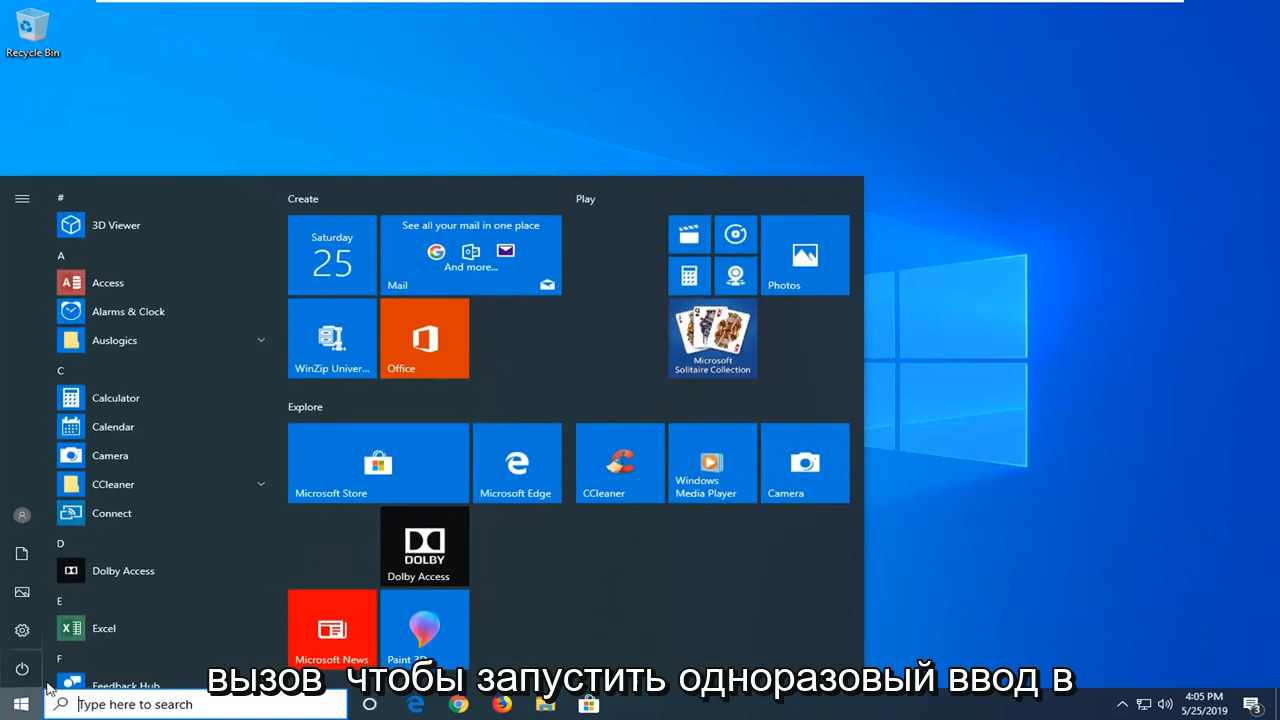 Recycle Bin
#
3D Viewer
A
Access
Alarms & Clock
Auslogics
C
Calculator
Calendar
Camera
CCleaner
Connect
D
Dolby Access
E
Excel
F
Feedback Hub
Create
Saturday
25
See all your mail in one place
And more...
Mail
WinZip Univer...
Office
Explore
Microsoft Store
Microsoft Edge
DOLBY
Dolby Access
Microsoft News
Paint 3D
Play
Photos
Microsoft
Solitaire Collection
CCleaner
Windows
Media Player
Camera
вызов чтобы запустить одноразовый ввод в
Type here to search
4:05 PM
5/25/2019
3